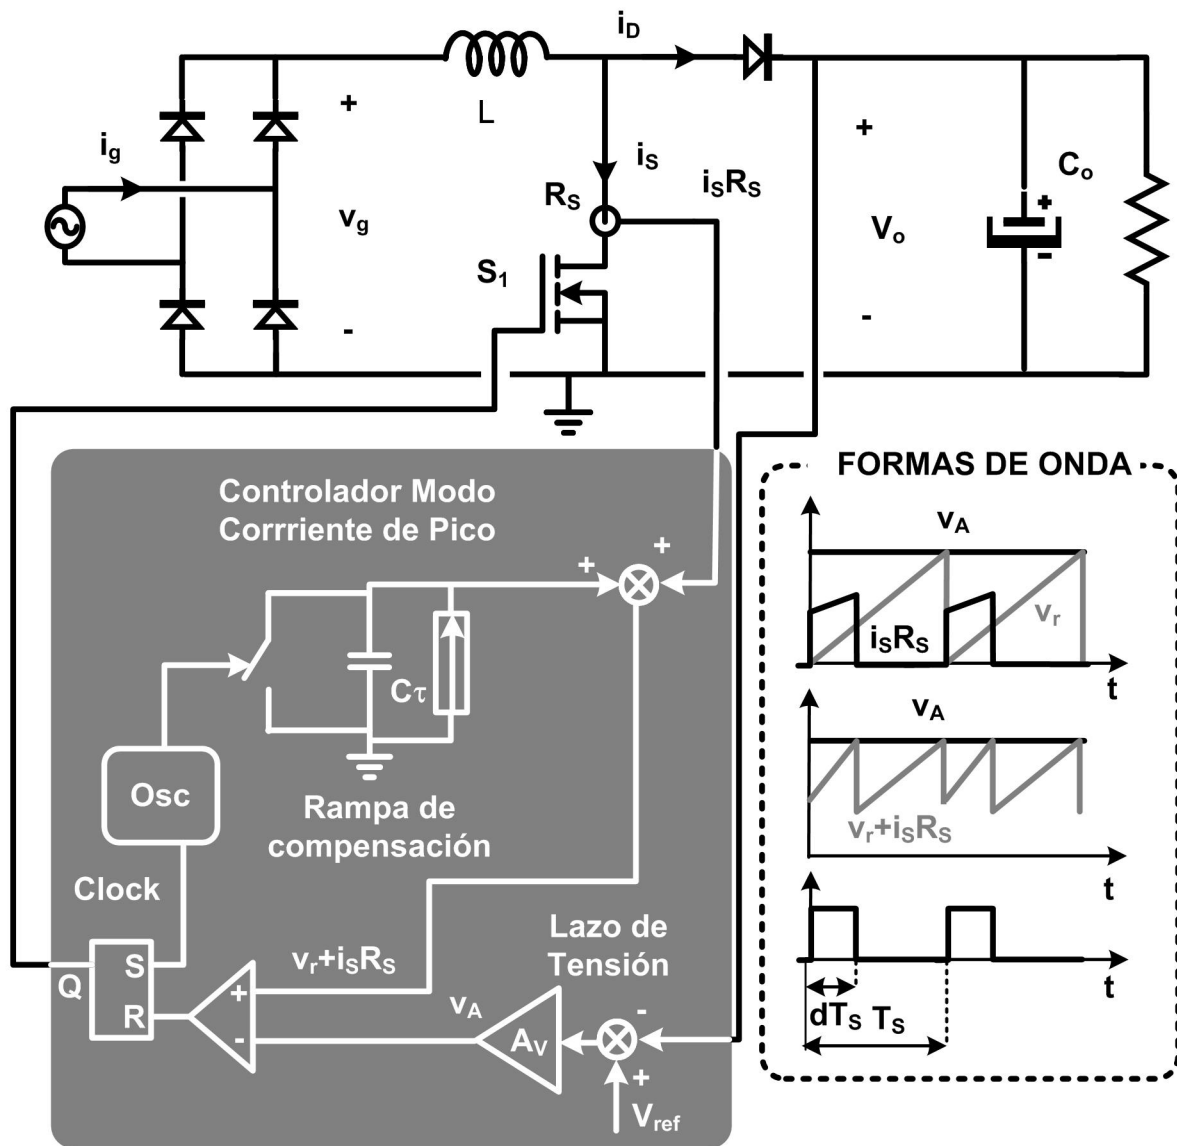 i_D
+
L
i_g
i_S
i_SR_S
+
C_o
R_S
v_g
V_o
+
-
S_1
-
-
FORMAS DE ONDA
Controlador Modo
Corrriente de Pico
v_A
+
+
v_r
i_SR_S
t
Cτ
v_A
Osc
Rampa de
compensación
v_r+i_SR_S
Clock
t
Lazo de
Tensión
v_r+i_SR_S
Q
S
+
v_A
-
R
-
A_V
dT_S T_S
t
+
V_ref